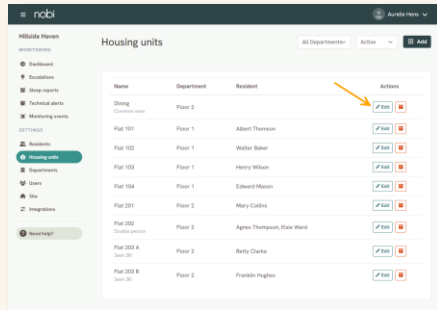 nobi
Aurelie Hens
Hillside Haven
MONITORING
Dashboard
Escalations
Sleep reports
Technical alerts
Monitoring events
SETTINGS
Residents
Housing units
Departments
Users
Site
Integrations
Need help?
Housing units
All Departments
Active
Add
Name Department Resident Actions
Dining Floor 2 Edit
Common area
Flat 101 Floor 1 Albert Thomson Edit
Flat 102 Floor 1 Walter Baker Edit
Flat 103 Floor 1 Henry Wilson Edit
Flat 104 Floor 1 Edward Mason Edit
Flat 201 Floor 2 Mary Collins Edit
Flat 202 Floor 2 Agnes Thompson, Elsie Ward Edit
Double person
Flat 203 A Floor 2 Betty Clarke Edit
Flat 203 B Floor 2 Franklin Hughes Edit